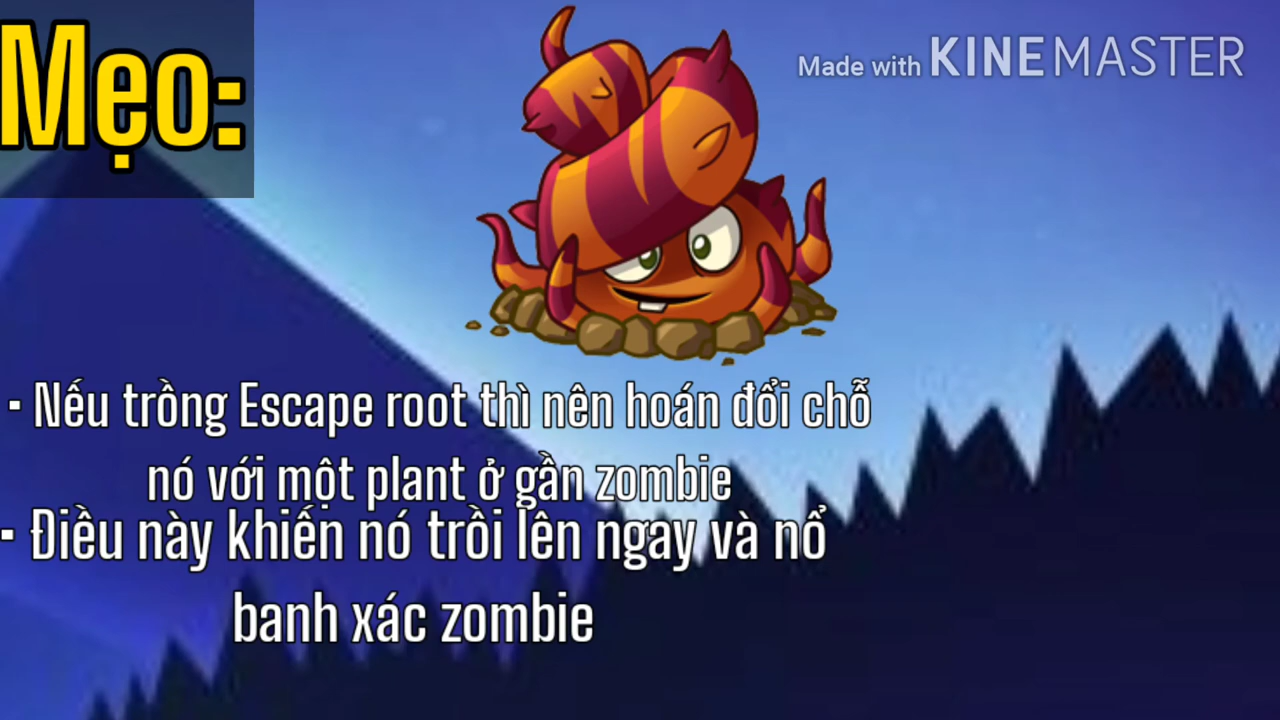 Mẹo:
Made with KINEMASTER
· Nếu trồng Escape root thì nên hoán đổi chỗ
nó với một plant ở gần zombie
· Điều này khiến nó trồi lên ngay và nổ
banh xác zombie